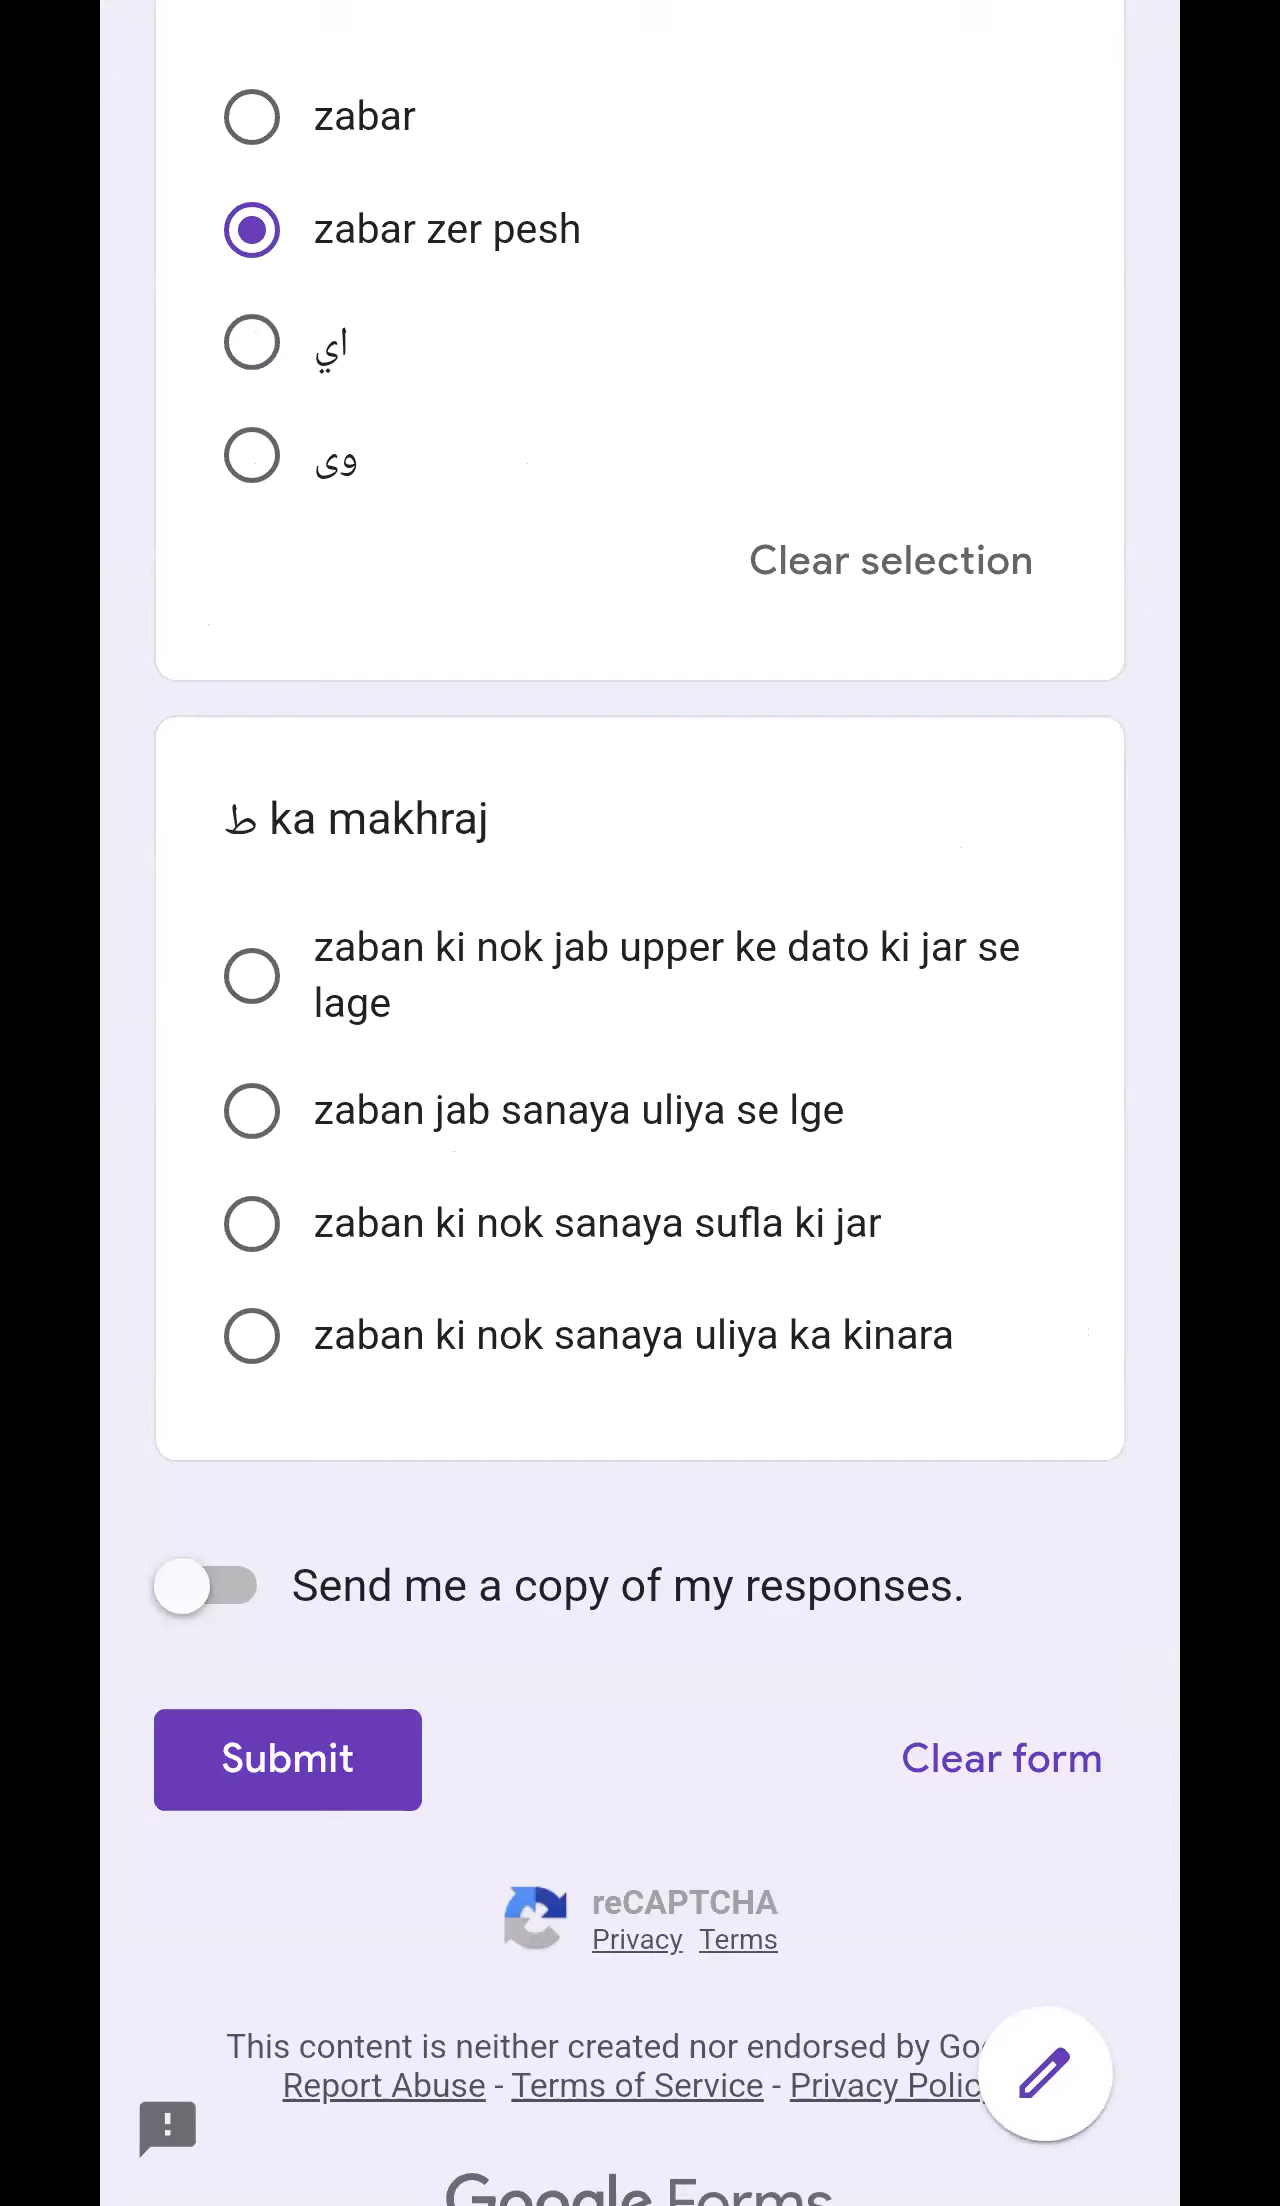 zabar
zabar zer pesh
اي
وى
Clear selection
ط ka makhraj
zaban ki nok jab upper ke dato ki jar se
lage
zaban jab sanaya uliya se lge
zaban ki nok sanaya sufla ki jar
zaban ki nok sanaya uliya ka kinara
Send me a copy of my responses.
Submit
Clear form
reCAPTCHA
Privacy Terms
This content is neither created nor endorsed by
Report Abuse - Terms of Service - Privacy
Google Forms